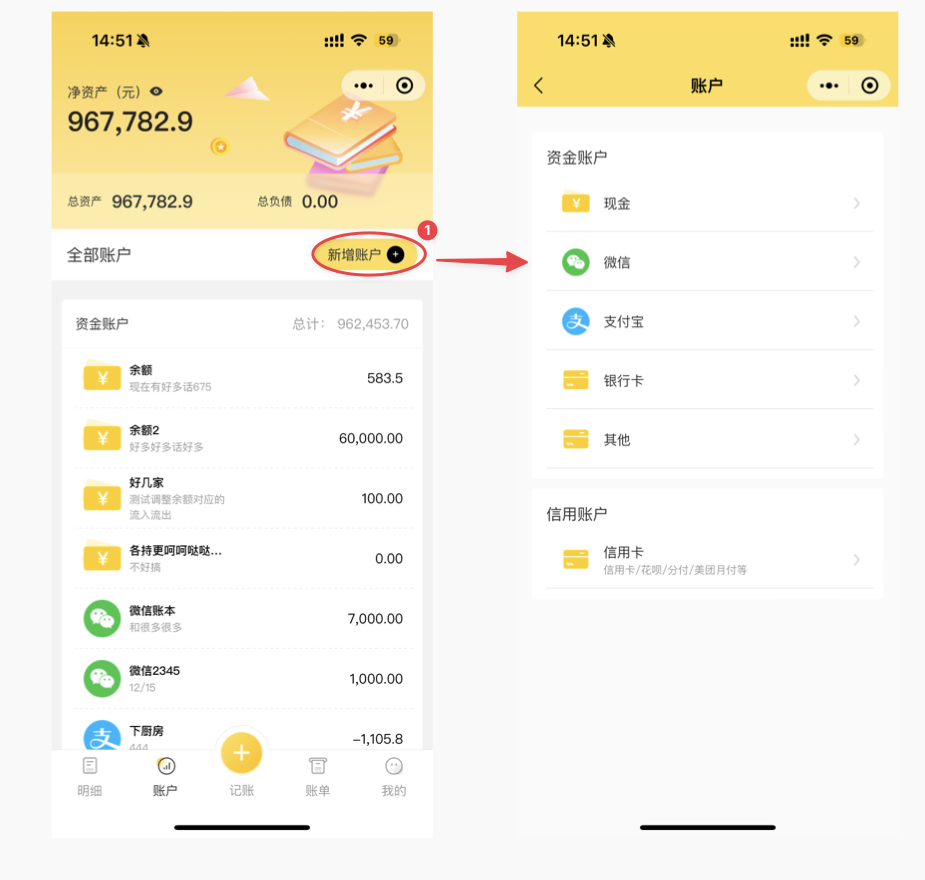 14:51
59
净资产（元）
967,782.9
¥
总资产 967,782.9
总负债 0.00
全部账户
新增账户
1
资金账户
总计： 962,453.70
¥
余额
现在有好多话675
583.5
¥
余额2
好多好多话好多
60,000.00
¥
好几家
测试调整余额对应的
流入流出
100.00
¥
各持更呵呵哒哒...
不好搞
0.00
微信账本
和很多很多
7,000.00
微信2345
12/15
1,000.00
支
下厨房
444
−1,105.8
明细
账户
记账
账单
我的
14:51
59
账户
资金账户
¥
现金
微信
支
支付宝
银行卡
其他
信用账户
信用卡
信用卡/花呗/分付/美团月付等